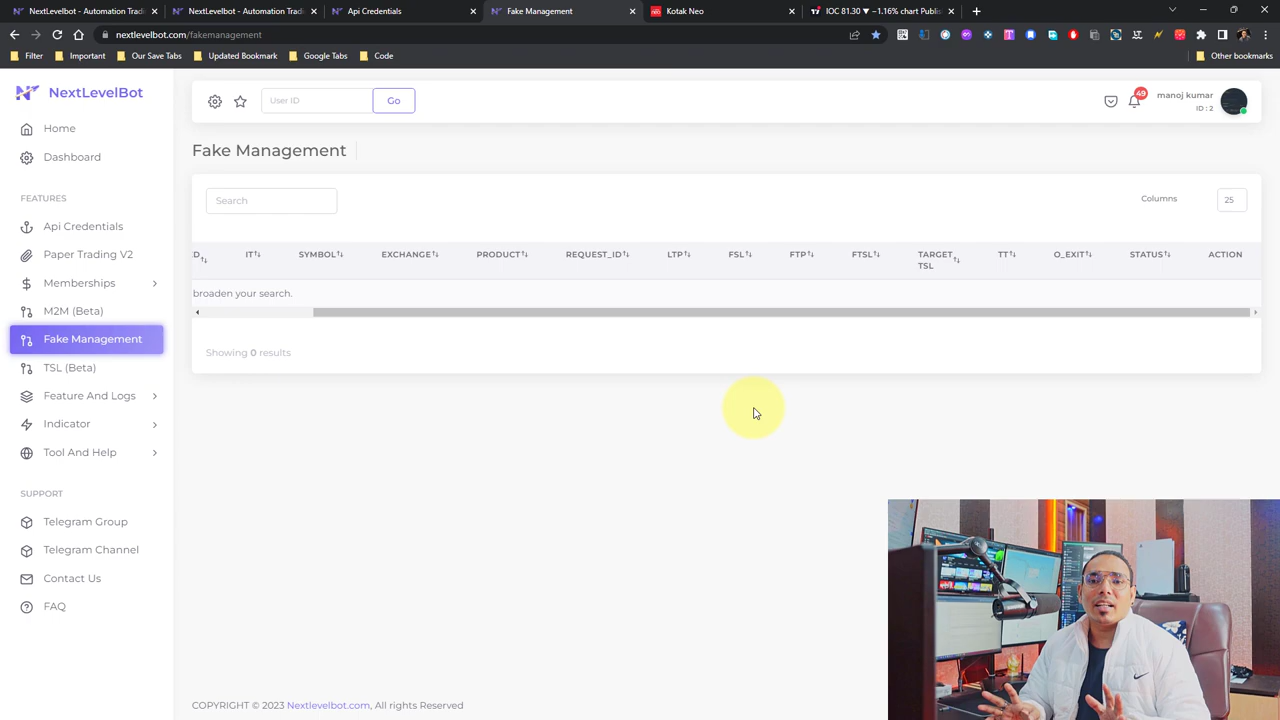 NextLevelBot - Automation Trade
NextLevelBot - Automation Tradi
Api Credentials
Fake Management
Kotak Neo
IOC 81.30 ▼ −1.16% chart Publis
nextlevelbot.com/fakemanagement
Filter
Important
Our Save Tabs
Updated Bookmark
Google Tabs
Code
Other bookmarks
NextLevelBot
User ID
Go
49
manoj kumar
ID : 2
Home
Dashboard
FEATURES
Api Credentials
Paper Trading V2
Memberships
M2M (Beta)
Fake Management
TSL (Beta)
Feature And Logs
Indicator
Tool And Help
SUPPORT
Telegram Group
Telegram Channel
Contact Us
FAQ
Fake Management
Search
Columns
25
D
IT
SYMBOL
EXCHANGE
PRODUCT
REQUEST_ID
LTP
FSL
FTP
FTSL
TARGET
TSL
TT
O_EXIT
STATUS
ACTION
broaden your search.
Showing 0 results
COPYRIGHT © 2023 Nextlevelbot.com, All rights Reserved